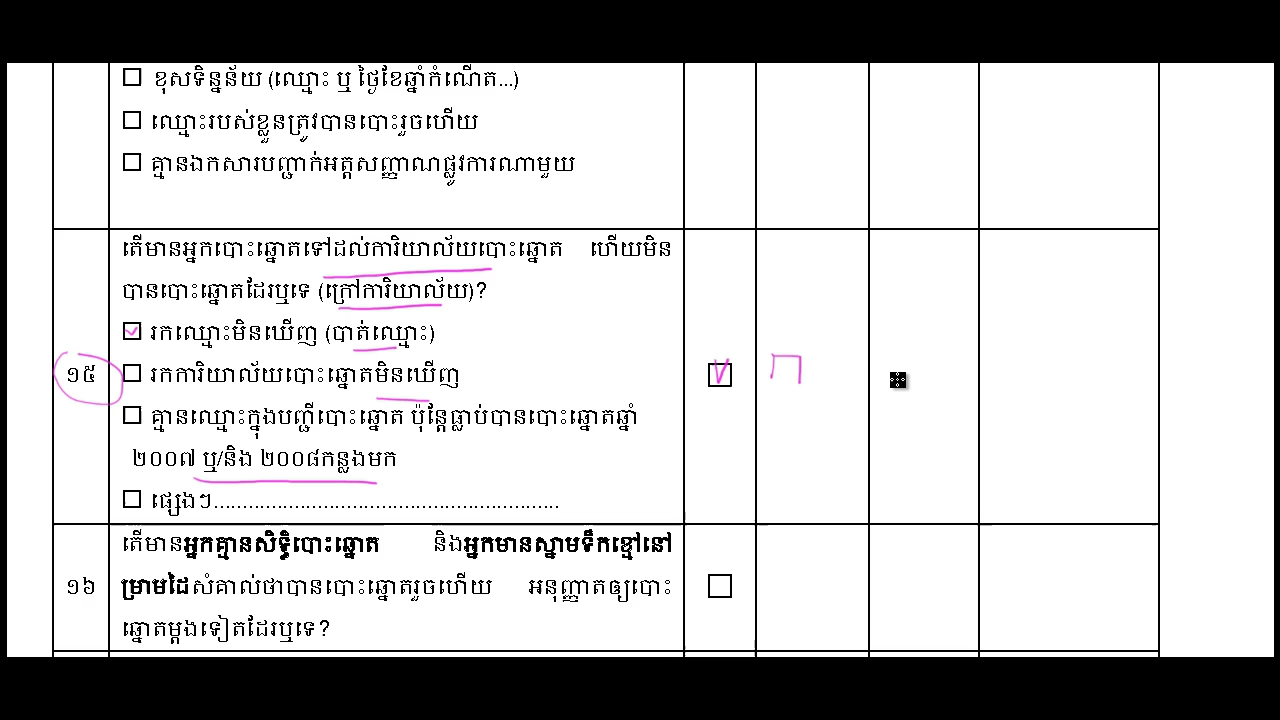 ☐ ខុសទិន្នន័យ (ឈ្មោះ ឬ ថ្ងៃខែឆ្នាំកំណើត...)
☐ ឈ្មោះរបស់ខ្លួនត្រូវបានបោះរួចហើយ
☐ គ្មានឯកសារបញ្ជាក់អត្តសញ្ញាណផ្លូវការណាមួយ
តើមានអ្នកបោះឆ្នោតទៅដល់ការិយាល័យបោះឆ្នោត ហើយមិន
បានបោះឆ្នោតដែរឬទេ (ក្រៅការិយាល័យ)?
☑ រកឈ្មោះមិនឃើញ (បាត់ឈ្មោះ)
១៥ ☐ រកការិយាល័យបោះឆ្នោតមិនឃើញ
☐ គ្មានឈ្មោះក្នុងបញ្ជីបោះឆ្នោត ប៉ុន្តែធ្លាប់បានបោះឆ្នោតឆ្នាំ
២០០៧ ឬ/និង ២០០៨កន្លងមក
☐ ផ្សេងៗ............................................................
តើមានអ្នកគ្មានសិទ្ធិបោះឆ្នោត និងអ្នកមានស្នាមទឹកខ្មៅនៅ
១៦ ម្រាមដៃសំគាល់ថាបានបោះឆ្នោតរួចហើយ អនុញ្ញាតឲ្យបោះ
ឆ្នោតម្តងទៀតដែរឬទេ?